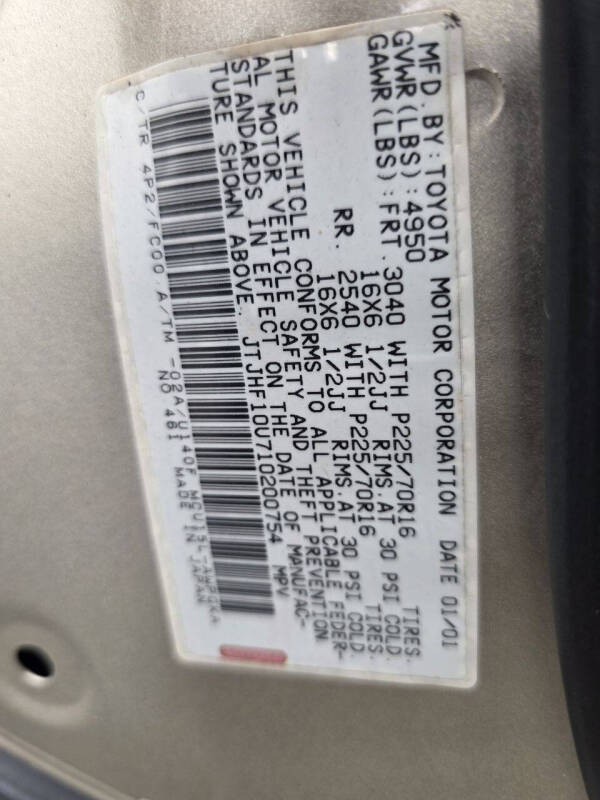 MFD. BY: TOYOTA MOTOR CORPORATION DATE 01/01
GVWR(LBS): 4950
GAWR(LBS): FRT. 3040 WITH P225/70R16 TIRES.
16X6 1/2JJ RIMS. AT 30 PSI COLD.
RR. 2540 WITH P225/70R16 TIRES.
16X6 1/2JJ RIMS. AT 30 PSI COLD.
THIS VEHICLE CONFORMS TO ALL APPLICABLE FEDER-
AL MOTOR VEHICLE SAFETY AND THEFT PREVENTION
STANDARDS IN EFFECT ON THE DATE OF MANUFAC-
TURE SHOWN ABOVE. JTJHF10U710200754 MPV
C/TR 4P2/FC00 A/TM -02A/U140F MCU15L-AWPGKA
NO 461 MADE IN JAPAN